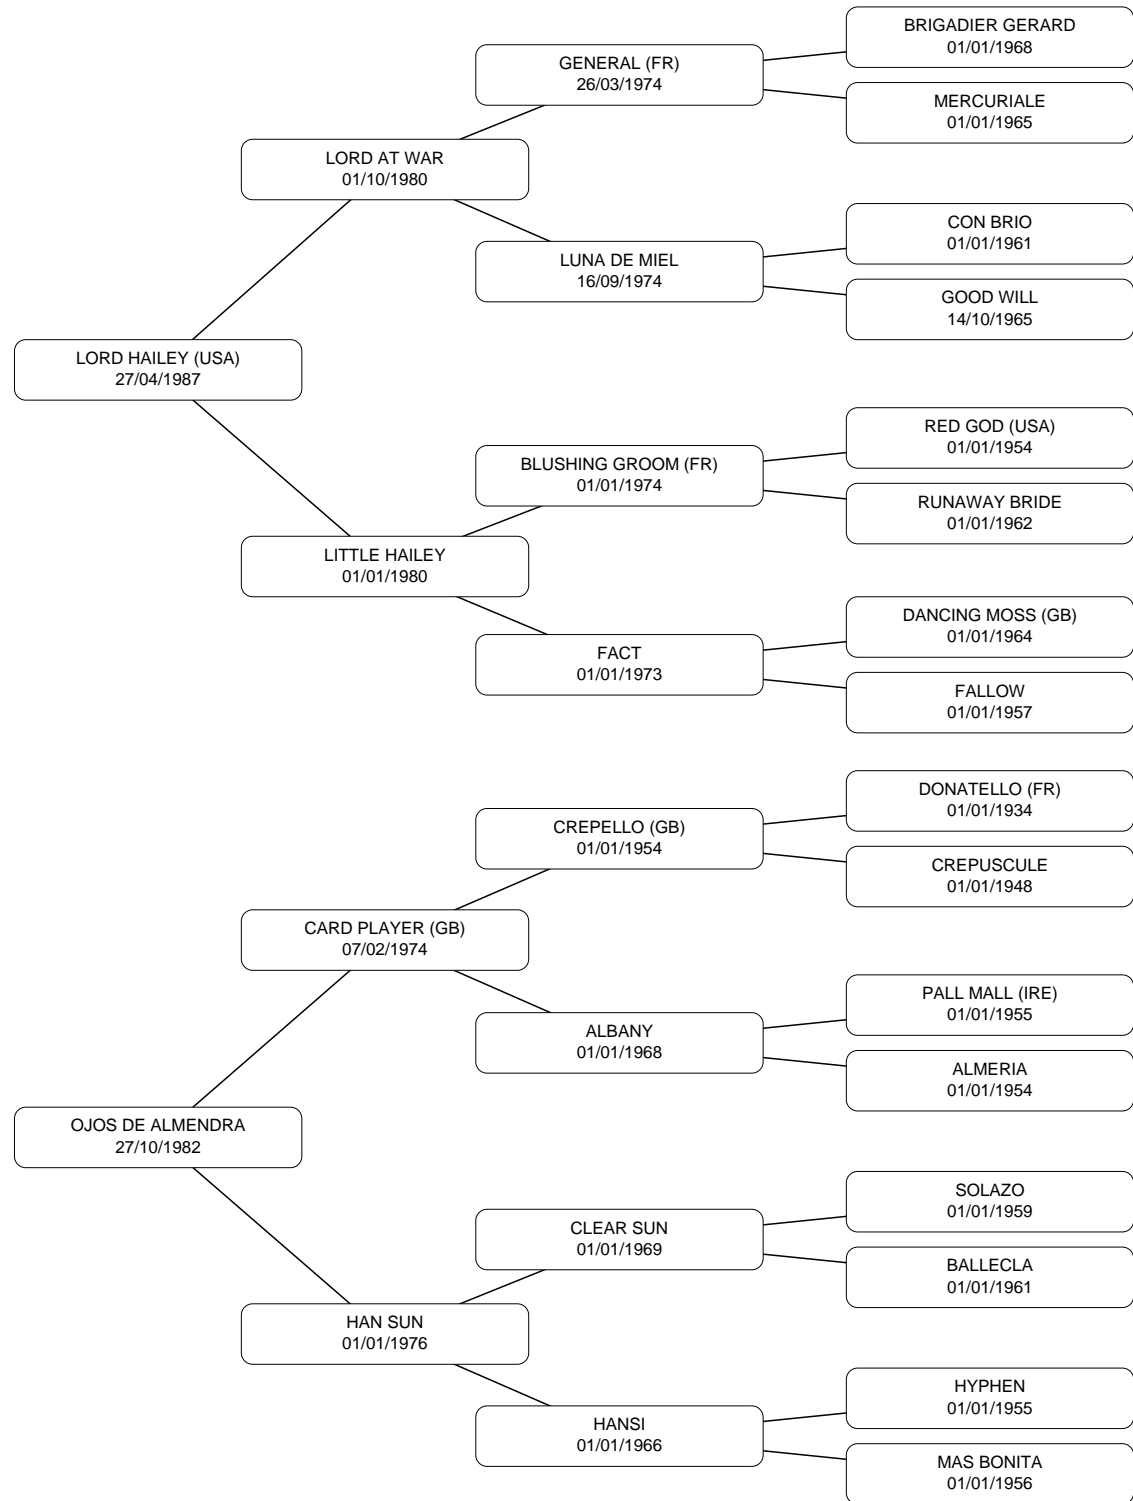 BRIGADIER GERARD
01/01/1968
GENERAL (FR)
26/03/1974
MERCURIALE
01/01/1965
LORD AT WAR
01/10/1980
CON BRIO
01/01/1961
LUNA DE MIEL
16/09/1974
GOOD WILL
14/10/1965
LORD HAILEY (USA)
27/04/1987
RED GOD (USA)
01/01/1954
BLUSHING GROOM (FR)
01/01/1974
RUNAWAY BRIDE
01/01/1962
LITTLE HAILEY
01/01/1980
DANCING MOSS (GB)
01/01/1964
FACT
01/01/1973
FALLOW
01/01/1957
DONATELLO (FR)
01/01/1934
CREPELLO (GB)
01/01/1954
CREPUSCULE
01/01/1948
CARD PLAYER (GB)
07/02/1974
PALL MALL (IRE)
01/01/1955
ALBANY
01/01/1968
ALMERIA
01/01/1954
OJOS DE ALMENDRA
27/10/1982
SOLAZO
01/01/1959
CLEAR SUN
01/01/1969
BALLECLA
01/01/1961
HAN SUN
01/01/1976
HYPHEN
01/01/1955
HANSI
01/01/1966
MAS BONITA
01/01/1956